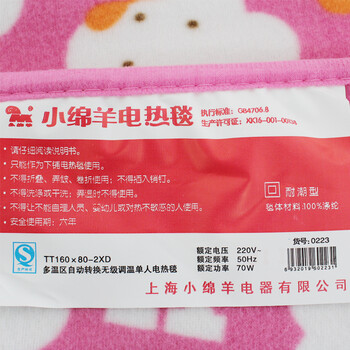 小绵羊电热毯
执行标准: GB4706.8
生产许可证: XK16-001-00108
·请仔细阅读说明书。
·只能作为下铺电热毯使用。
·不得折叠、弄皱、卷折使用;不得插入销钉。
·不得洗涤或干洗;弄湿时不得使用。
·不得让不能自理人员、婴幼儿或对热不敏感的人使用。
·安全使用期: 六年
耐潮型
毯体材料:100%涤纶
TT160×80-2XD
多温区自动转换无级调温单人电热毯
额定电压 220V~
额定频率 50Hz
额定功率 70W
货号:0223
上海小绵羊电器有限公司